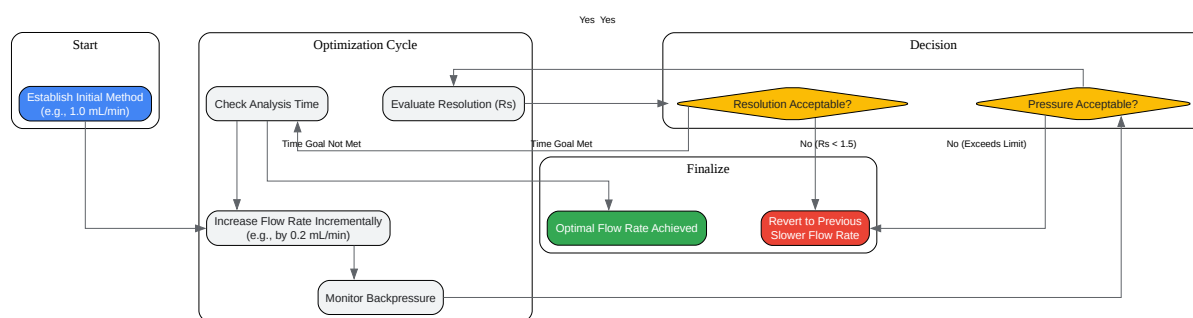 Yes Yes
Start
Optimization Cycle
Decision
Establish Initial Method
(e.g., 1.0 mL/min)
Check Analysis Time
Evaluate Resolution (Rs)
Resolution Acceptable?
Pressure Acceptable?
Time Goal Not Met
Time Goal Met
No (Rs < 1.5)
No (Exceeds Limit)
Finalize
Increase Flow Rate Incrementally
(e.g., by 0.2 mL/min)
Optimal Flow Rate Achieved
Revert to Previous
Slower Flow Rate
Monitor Backpressure